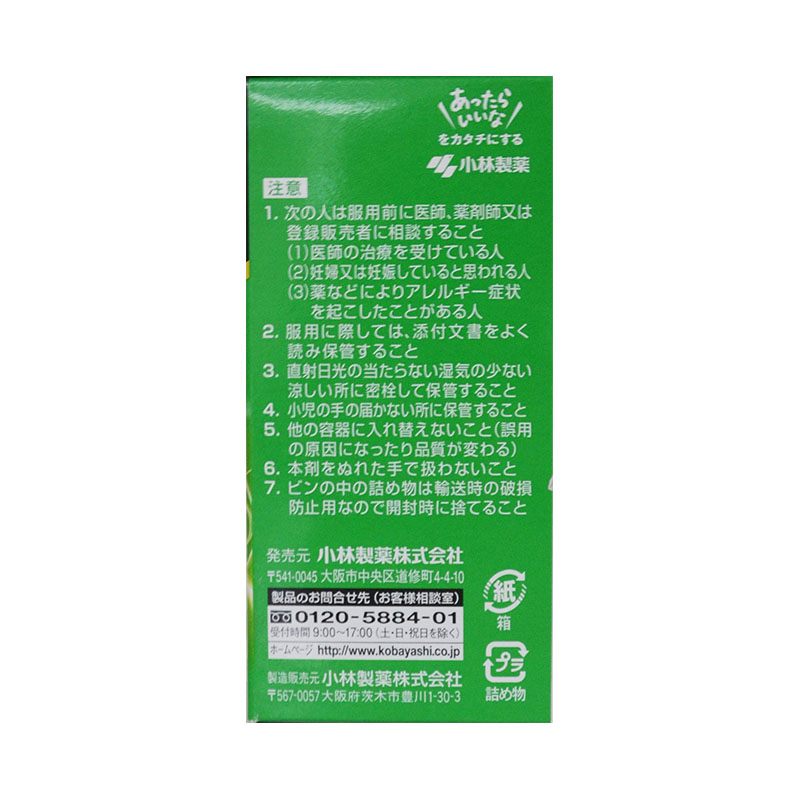 あったら
いいな
をカタチにする
小林製薬
注意
1. 次の人は服用前に医師、薬剤師又は
登録販売者に相談すること
(1)医師の治療を受けている人
(2)妊婦又は妊娠していると思われる人
(3)薬などによりアレルギー症状
を起こしたことがある人
2. 服用に際しては、添付文書をよく
読み保管すること
3. 直射日光の当たらない湿気の少ない
涼しい所に密栓して保管すること
4. 小児の手の届かない所に保管すること
5. 他の容器に入れ替えないこと(誤用
の原因になったり品質が変わる)
6. 本剤をぬれた手で扱わないこと
7. ビンの中の詰め物は輸送時の破損
防止用なので開封時に捨てること
発売元 小林製薬株式会社
〒541-0045 大阪市中央区道修町4-4-10
製品のお問合せ先(お客様相談室)
0120-5884-01
受付時間 9:00~17:00(土・日・祝日を除く)
ホームページ http://www.kobayashi.co.jp
製造販売元 小林製薬株式会社
〒567-0057 大阪府茨木市豊川1-30-3
紙
箱
プラ
詰め物